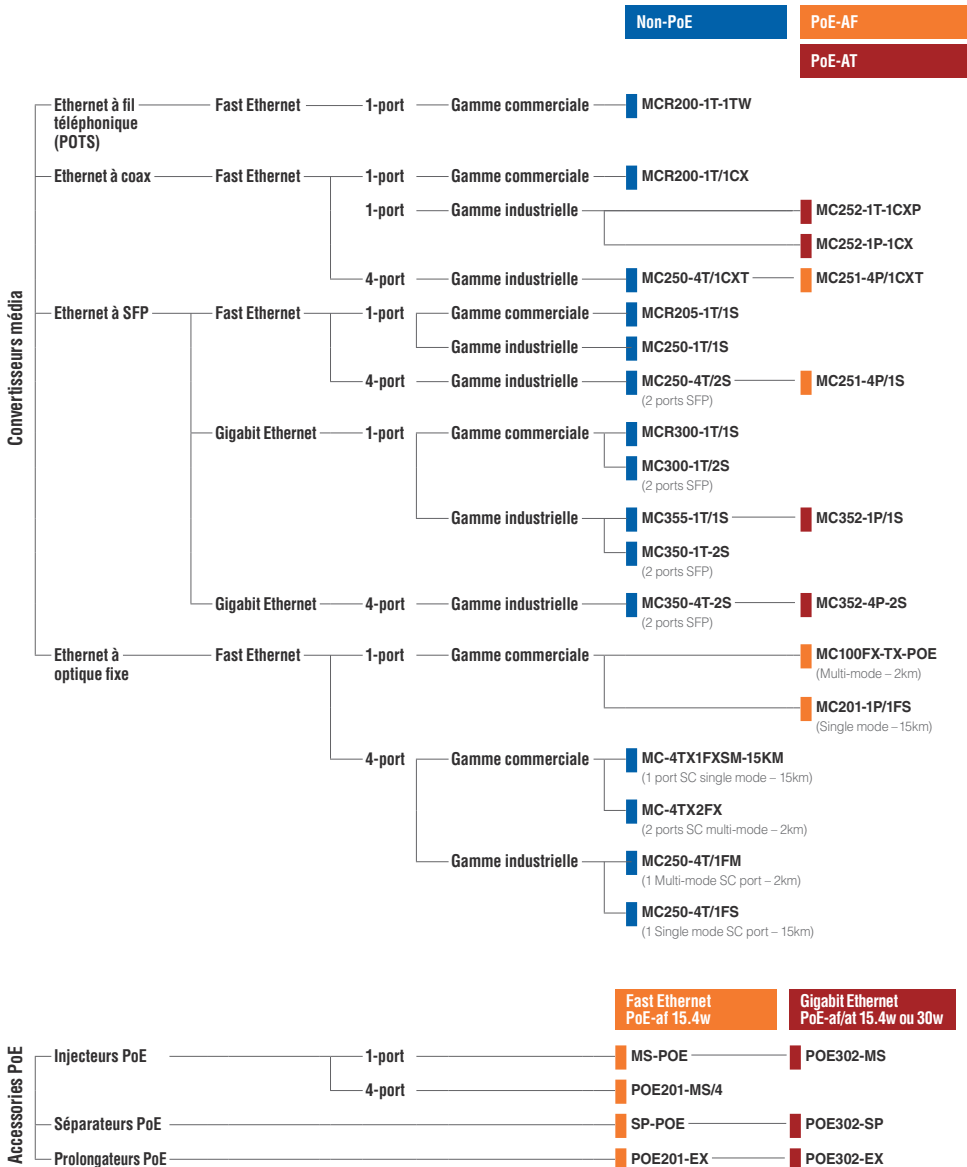 Non-PoE
PoE-AF
PoE-AT
Convertisseurs média
Ethernet à fil
téléphonique
(POTS)
Fast Ethernet
1-port
Gamme commerciale
MCR200-1T-1TW
Ethernet à coax
Fast Ethernet
1-port
Gamme commerciale
MCR200-1T/1CX
1-port
Gamme industrielle
MC252-1T-1CXP
MC252-1P-1CX
4-port
Gamme industrielle
MC250-4T/1CXT
MC251-4P/1CXT
Ethernet à SFP
Fast Ethernet
1-port
Gamme commerciale
MCR205-1T/1S
Gamme industrielle
MC250-1T/1S
4-port
Gamme industrielle
MC250-4T/2S
(2 ports SFP)
MC251-4P/1S
Gigabit Ethernet
1-port
Gamme commerciale
MCR300-1T/1S
MC300-1T/2S
(2 ports SFP)
Gamme industrielle
MC355-1T/1S
MC352-1P/1S
MC350-1T-2S
(2 ports SFP)
Gigabit Ethernet
4-port
Gamme industrielle
MC350-4T-2S
(2 ports SFP)
MC352-4P-2S
Ethernet à
optique fixe
Fast Ethernet
1-port
Gamme commerciale
MC100FX-TX-POE
(Multi-mode – 2km)
MC201-1P/1FS
(Single mode – 15km)
4-port
Gamme commerciale
MC-4TX1FXSM-15KM
(1 port SC single mode – 15km)
MC-4TX2FX
(2 ports SC multi-mode – 2km)
Gamme industrielle
MC250-4T/1FM
(1 Multi-mode SC port – 2km)
MC250-4T/1FS
(1 Single mode SC port – 15km)
Fast Ethernet
PoE-af 15.4w
Gigabit Ethernet
PoE-af/at 15.4w ou 30w
Accessories PoE
Injecteurs PoE
1-port
MS-POE
POE302-MS
4-port
POE201-MS/4
Séparateurs PoE
SP-POE
POE302-SP
Prolongateurs PoE
POE201-EX
POE302-EX